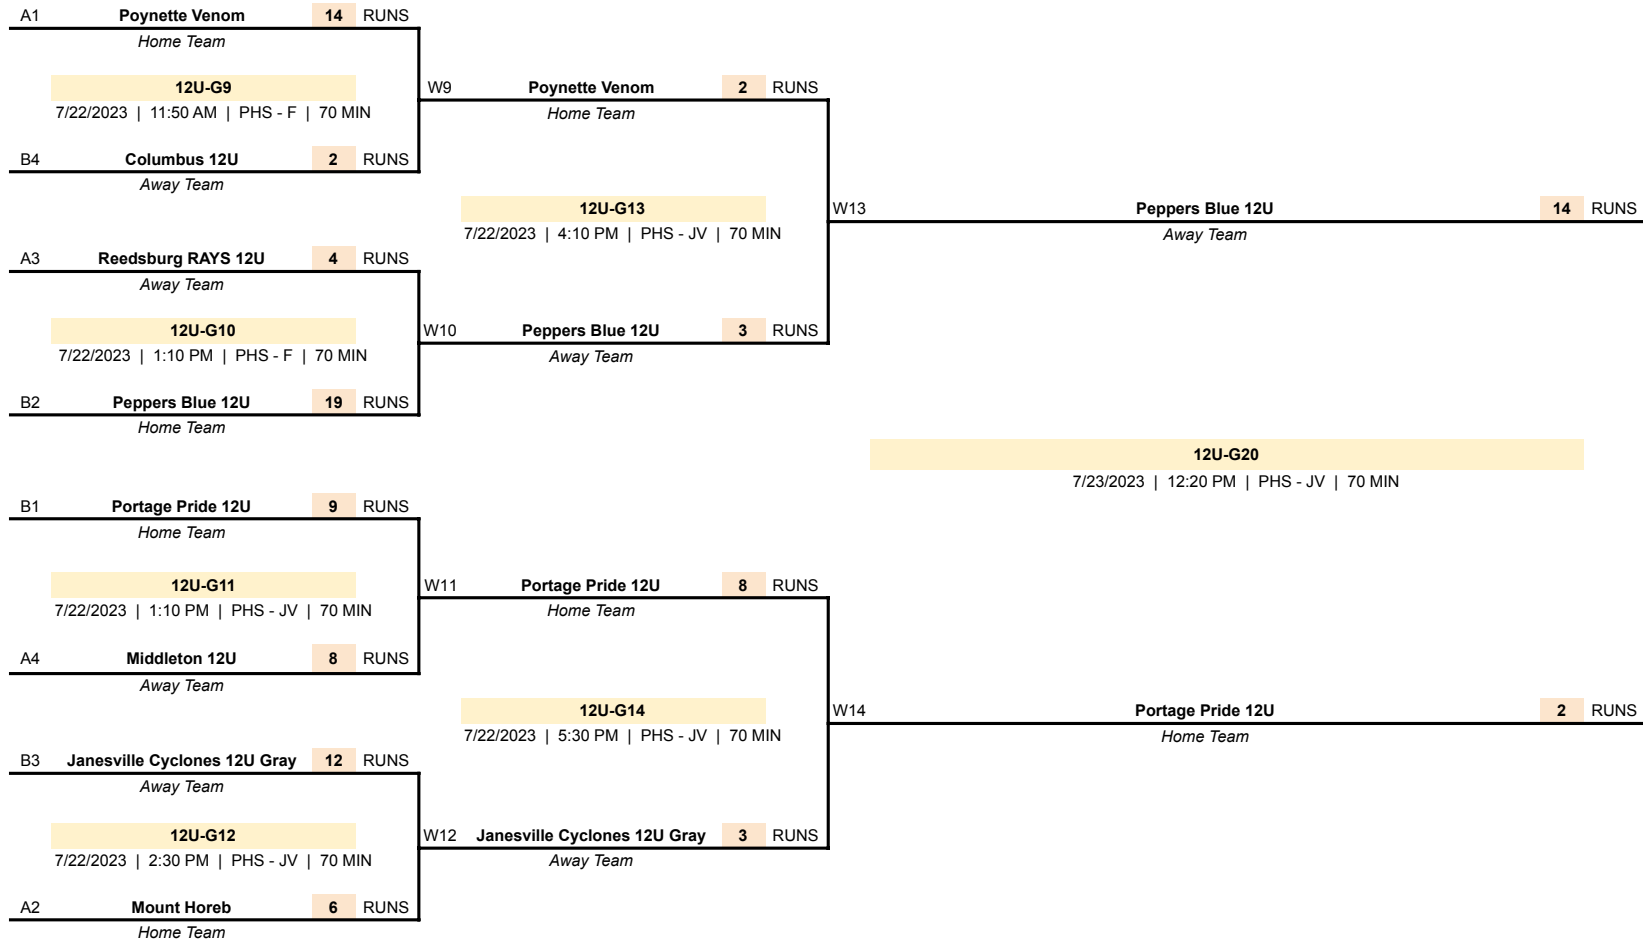 A1 Poynette Venom 14 RUNS
Home Team
12U-G9
7/22/2023 | 11:50 AM | PHS - F | 70 MIN
B4 Columbus 12U 2 RUNS
Away Team
A3 Reedsburg RAYS 12U 4 RUNS
Away Team
12U-G10
7/22/2023 | 1:10 PM | PHS - F | 70 MIN
B2 Peppers Blue 12U 19 RUNS
Home Team
B1 Portage Pride 12U 9 RUNS
Home Team
12U-G11
7/22/2023 | 1:10 PM | PHS - JV | 70 MIN
A4 Middleton 12U 8 RUNS
Away Team
B3 Janesville Cyclones 12U Gray 12 RUNS
Away Team
12U-G12
7/22/2023 | 2:30 PM | PHS - JV | 70 MIN
A2 Mount Horeb 6 RUNS
Home Team
W9 Poynette Venom 2 RUNS
Home Team
12U-G13
7/22/2023 | 4:10 PM | PHS - JV | 70 MIN
W10 Peppers Blue 12U 3 RUNS
Away Team
W11 Portage Pride 12U 8 RUNS
Home Team
12U-G14
7/22/2023 | 5:30 PM | PHS - JV | 70 MIN
W12 Janesville Cyclones 12U Gray 3 RUNS
Away Team
W13 Peppers Blue 12U 14 RUNS
Away Team
12U-G20
7/23/2023 | 12:20 PM | PHS - JV | 70 MIN
W14 Portage Pride 12U 2 RUNS
Home Team